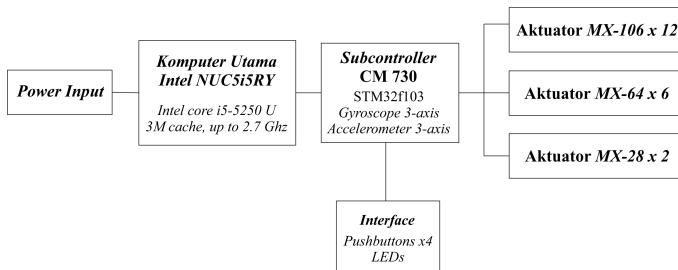 Power Input
Komputer Utama
Intel NUC5i5RY
Intel core i5-5250 U
3M cache, up to 2.7 Ghz
Subcontroller
CM 730
STM32f103
Gyroscope 3-axis
Accelerometer 3-axis
Aktuator MX-106 x 12
Aktuator MX-64 x 6
Aktuator MX-28 x 2
Interface
Pushbuttons x4
LEDs